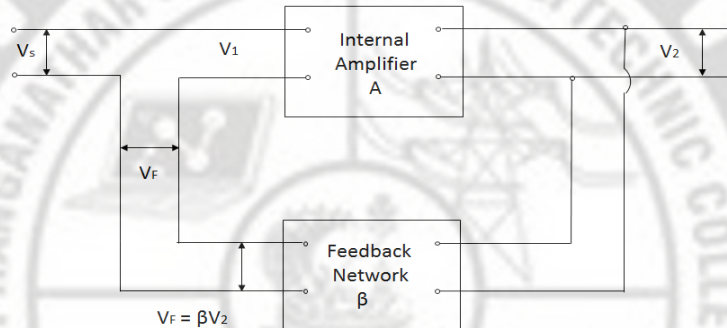 Vs
V1
Internal
Amplifier
A
V2
VF
Feedback
Network
β
VF = βV2